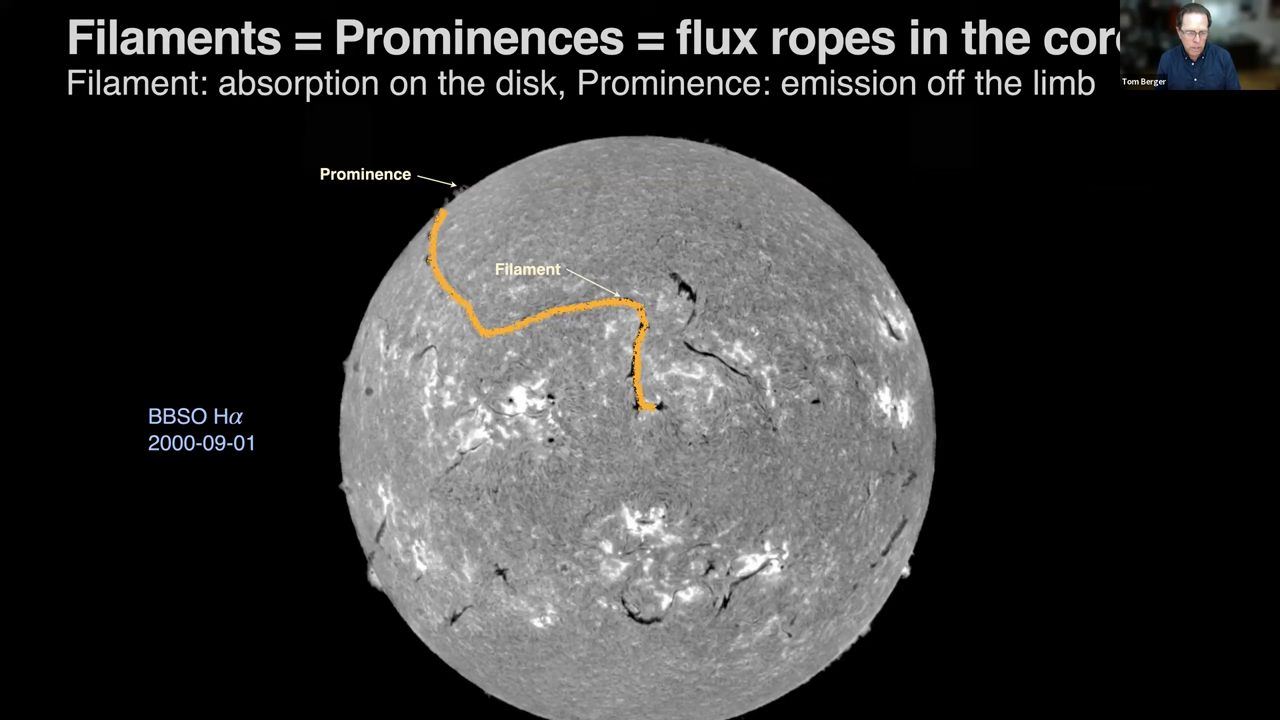 Filaments = Prominences = flux ropes in the
Filament: absorption on the disk, Prominence: emission off the limb
Tom Berger
Prominence
Filament
BBSO Hα
2000-09-01